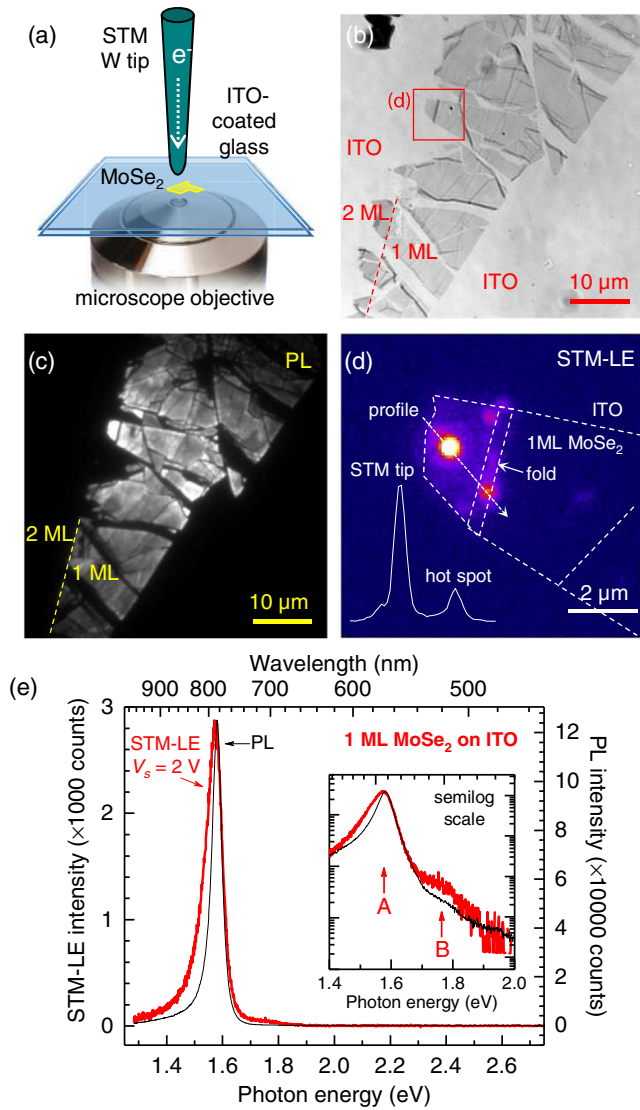 (a)
STM
W tip
e⁻
ITO-
coated
glass
MoSe₂
microscope objective
(b)
(d)
ITO
2 ML
1 ML
ITO
10 µm
(c)
PL
2 ML
1 ML
10 µm
(d)
STM-LE
profile
ITO
1ML MoSe₂
fold
STM tip
hot spot
2 µm
(e)
Wavelength (nm)
900 800 700 600 500
STM-LE intensity (×1000 counts)
3
2
1
0
STM-LE
Vₛ = 2 V
PL
1 ML MoSe₂ on ITO
semilog
scale
A
B
1.4 1.6 1.8 2.0
Photon energy (eV)
12
10
8
6
4
2
0
PL intensity (×10000 counts)
1.4 1.6 1.8 2.0 2.2 2.4 2.6
Photon energy (eV)